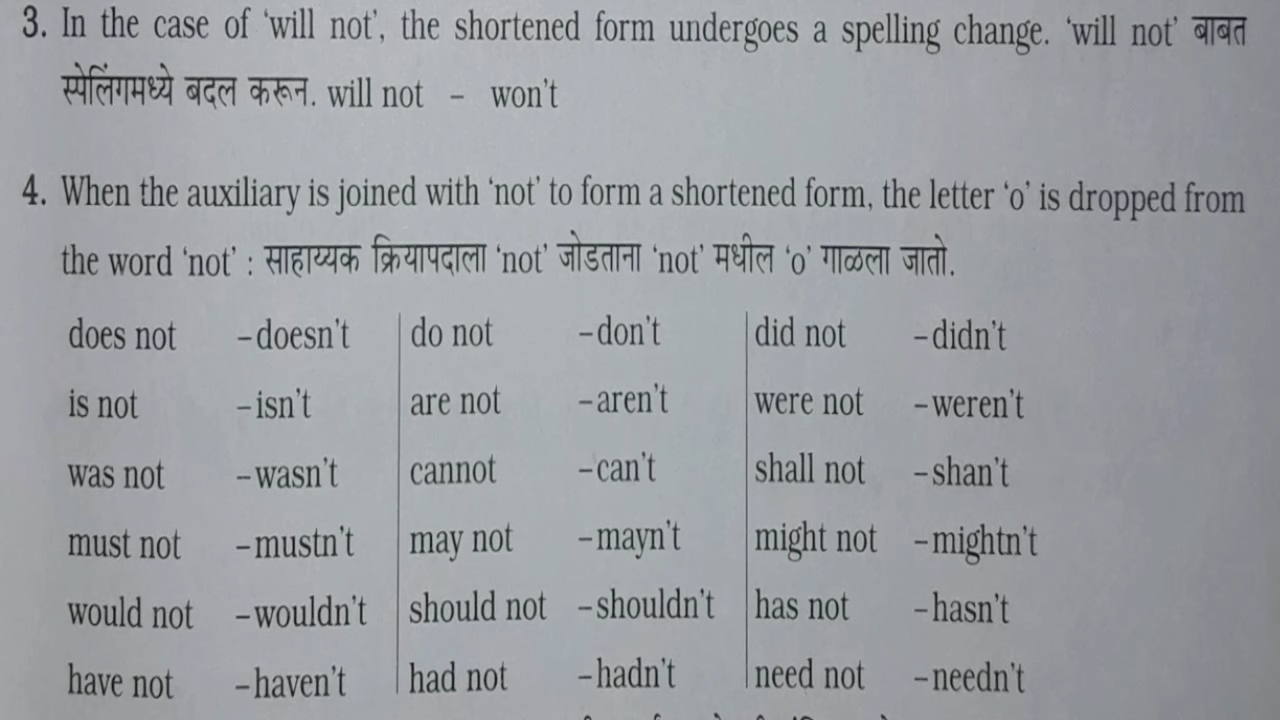 3. In the case of ‘will not’, the shortened form undergoes a spelling change. ‘will not’ बाबत
स्पेलिंगमध्ये बदल करून. will not – won’t
4. When the auxiliary is joined with ‘not’ to form a shortened form, the letter ‘o’ is dropped from
the word ‘not’ : साहाय्यक क्रियापदाला ‘not’ जोडताना ‘not’ मधील ‘o’ गाळला जातो.
does not – doesn’t do not – don’t did not – didn’t
is not – isn’t are not – aren’t were not – weren’t
was not – wasn’t cannot – can’t shall not – shan’t
must not – mustn’t may not – mayn’t might not – mightn’t
would not – wouldn’t should not – shouldn’t has not – hasn’t
have not – haven’t had not – hadn’t need not – needn’t